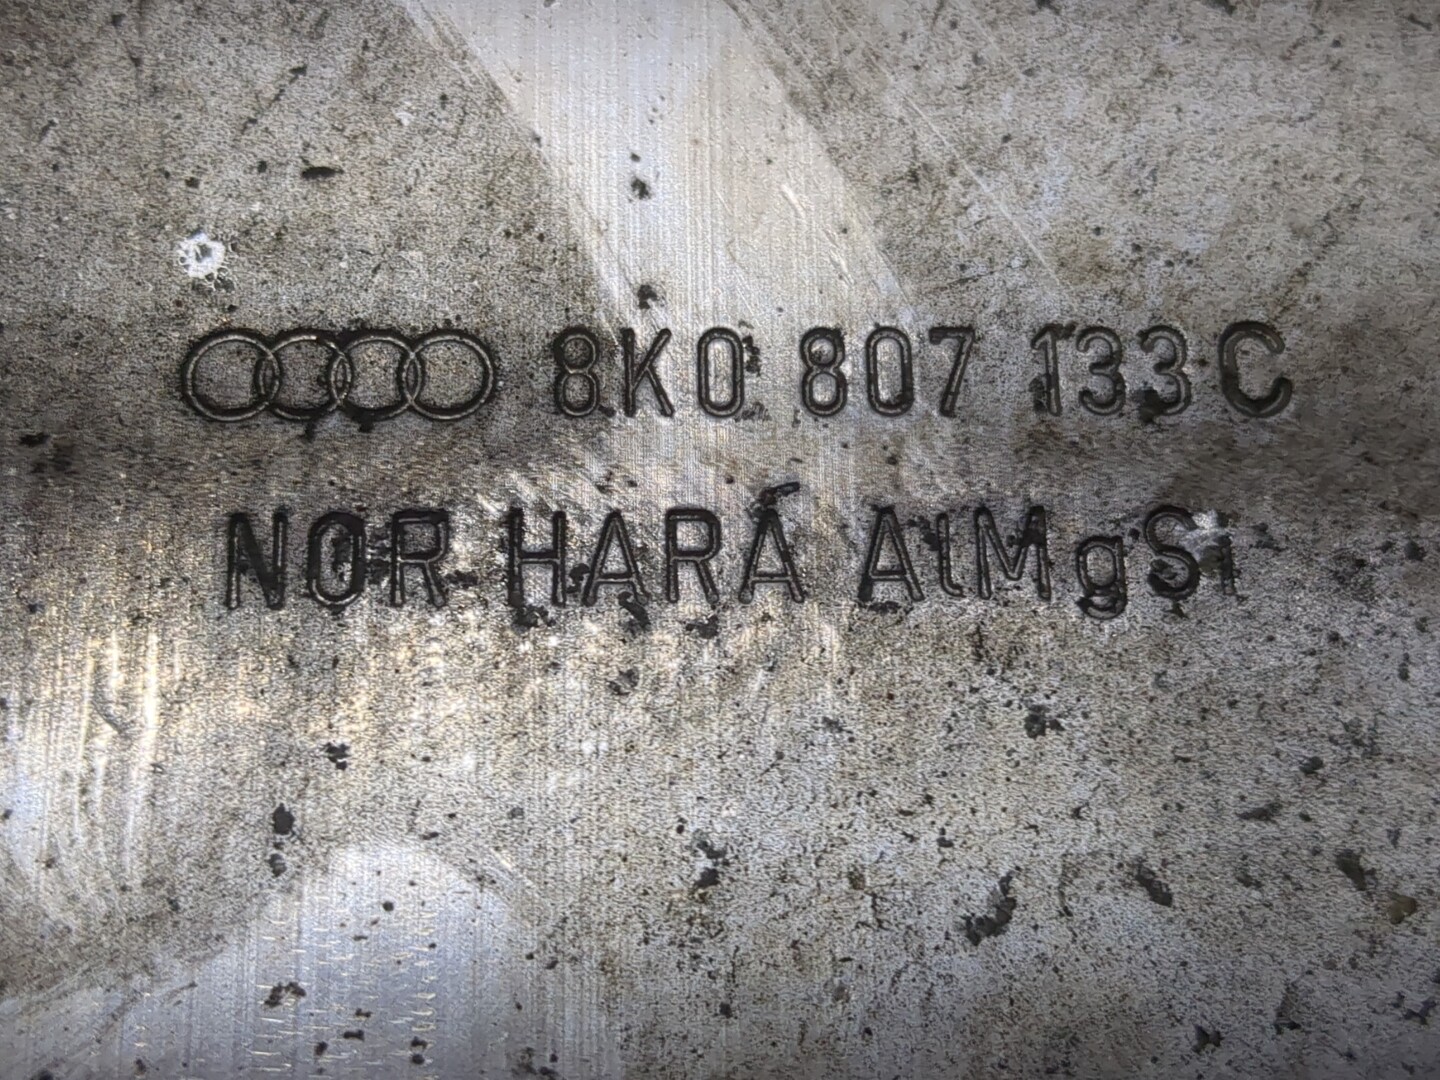 8K0 807 133 C
NOR HARÁ AlMgSi